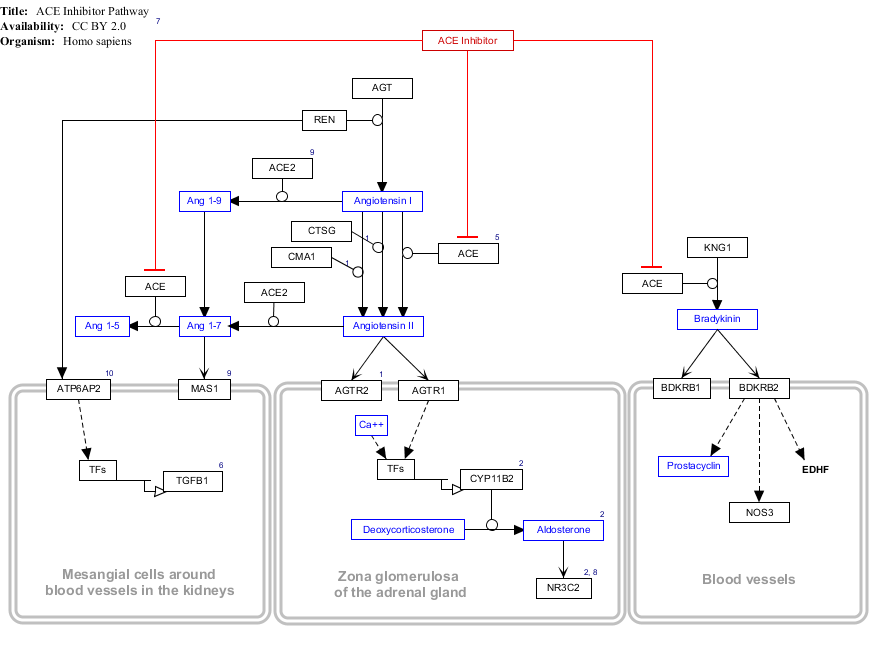 Title: ACE Inhibitor Pathway
Availability: CC BY 2.0
Organism: Homo sapiens
7
ACE Inhibitor
AGT
REN
9
ACE2
Ang 1-9
Angiotensin I
CTSG
1
5
ACE
KNG1
CMA1
1
ACE
ACE2
ACE
Ang 1-5
Ang 1-7
Angiotensin II
Bradykinin
10
ATP6AP2
9
MAS1
1
AGTR2
AGTR1
BDKRB1
BDKRB2
Ca++
TFs
6
TGFB1
TFs
2
CYP11B2
Prostacyclin
EDHF
NOS3
Deoxycorticosterone
2
Aldosterone
2, 8
NR3C2
Mesangial cells around
blood vessels in the kidneys
Zona glomerulosa
of the adrenal gland
Blood vessels